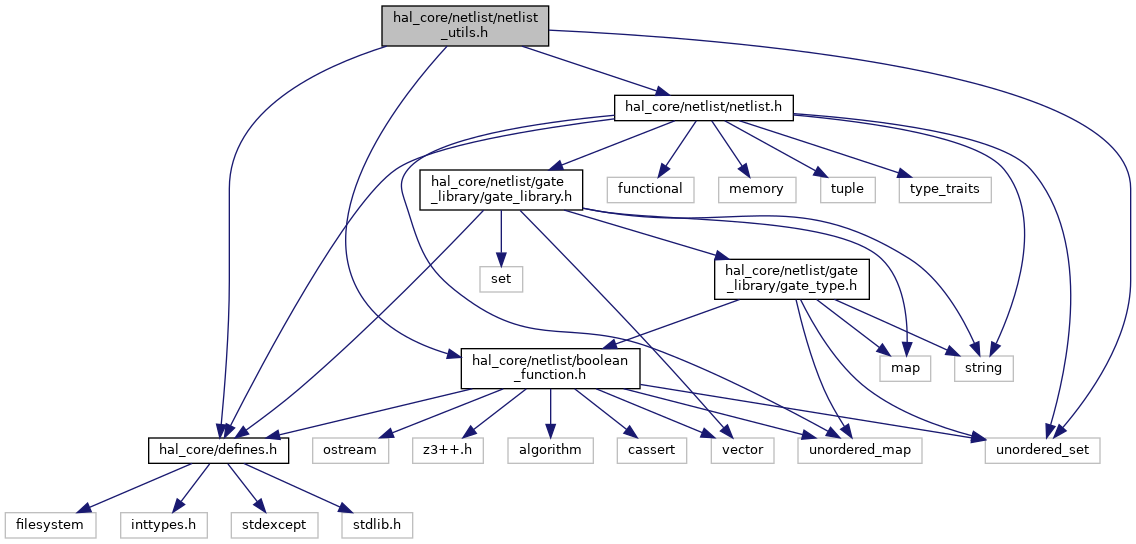 hal_core/netlist/netlist
_utils.h
hal_core/netlist/netlist.h
hal_core/netlist/gate
_library/gate_library.h
functional
memory
tuple
type_traits
set
hal_core/netlist/gate
_library/gate_type.h
hal_core/netlist/boolean
_function.h
map
string
hal_core/defines.h
ostream
z3++.h
algorithm
cassert
vector
unordered_map
unordered_set
filesystem
inttypes.h
stdexcept
stdlib.h